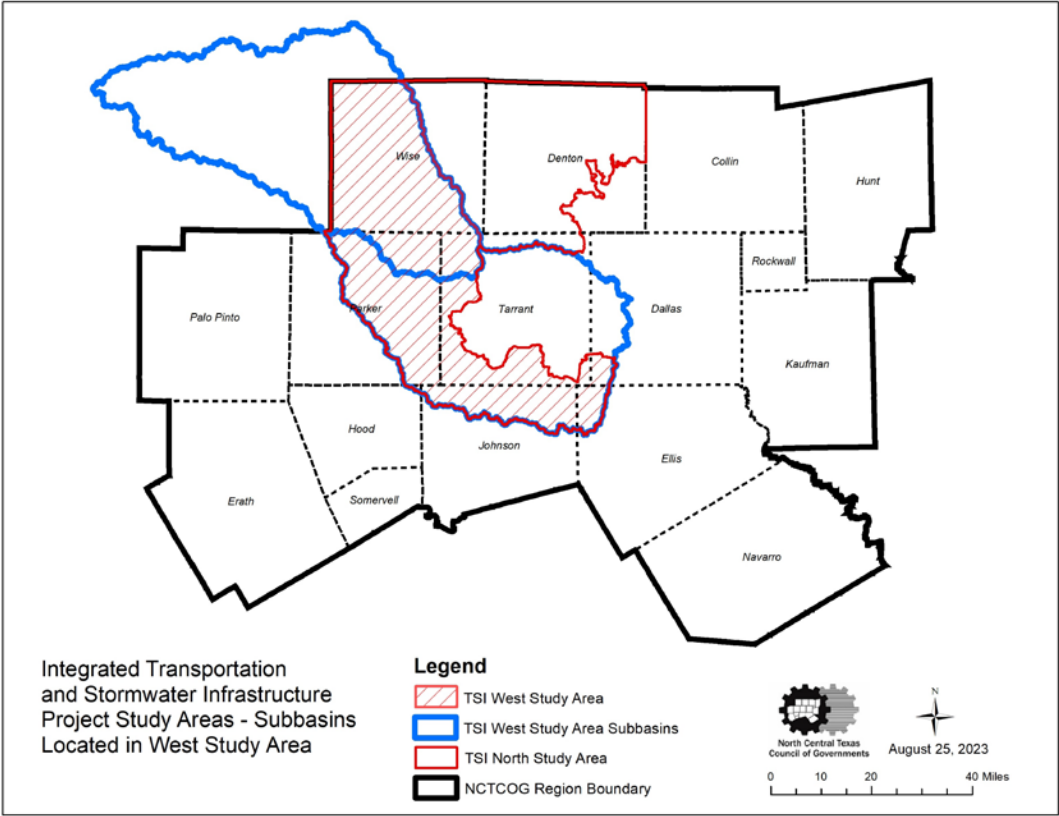 Wise
Denton
Collin
Hunt
Rockwall
Palo Pinto
Parker
Tarrant
Dallas
Kaufman
Hood
Johnson
Ellis
Erath
Somervell
Navarro
Integrated Transportation
and Stormwater Infrastructure
Project Study Areas - Subbasins
Located in West Study Area
Legend
TSI West Study Area
TSI West Study Area Subbasins
TSI North Study Area
NCTCOG Region Boundary
North Central Texas
Council of Governments
N
August 25, 2023
0 5 10 20 40 Miles